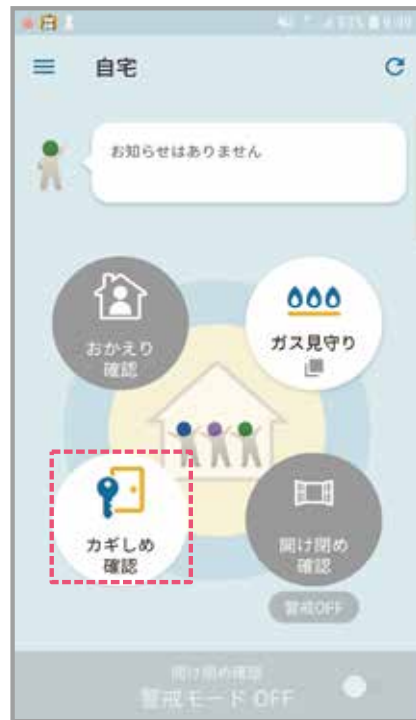 自宅
お知らせはありません
おかえり
確認
ガス見守り
カギしめ
確認
開け閉め
確認
警戒OFF
開け閉め確認
警戒モード OFF